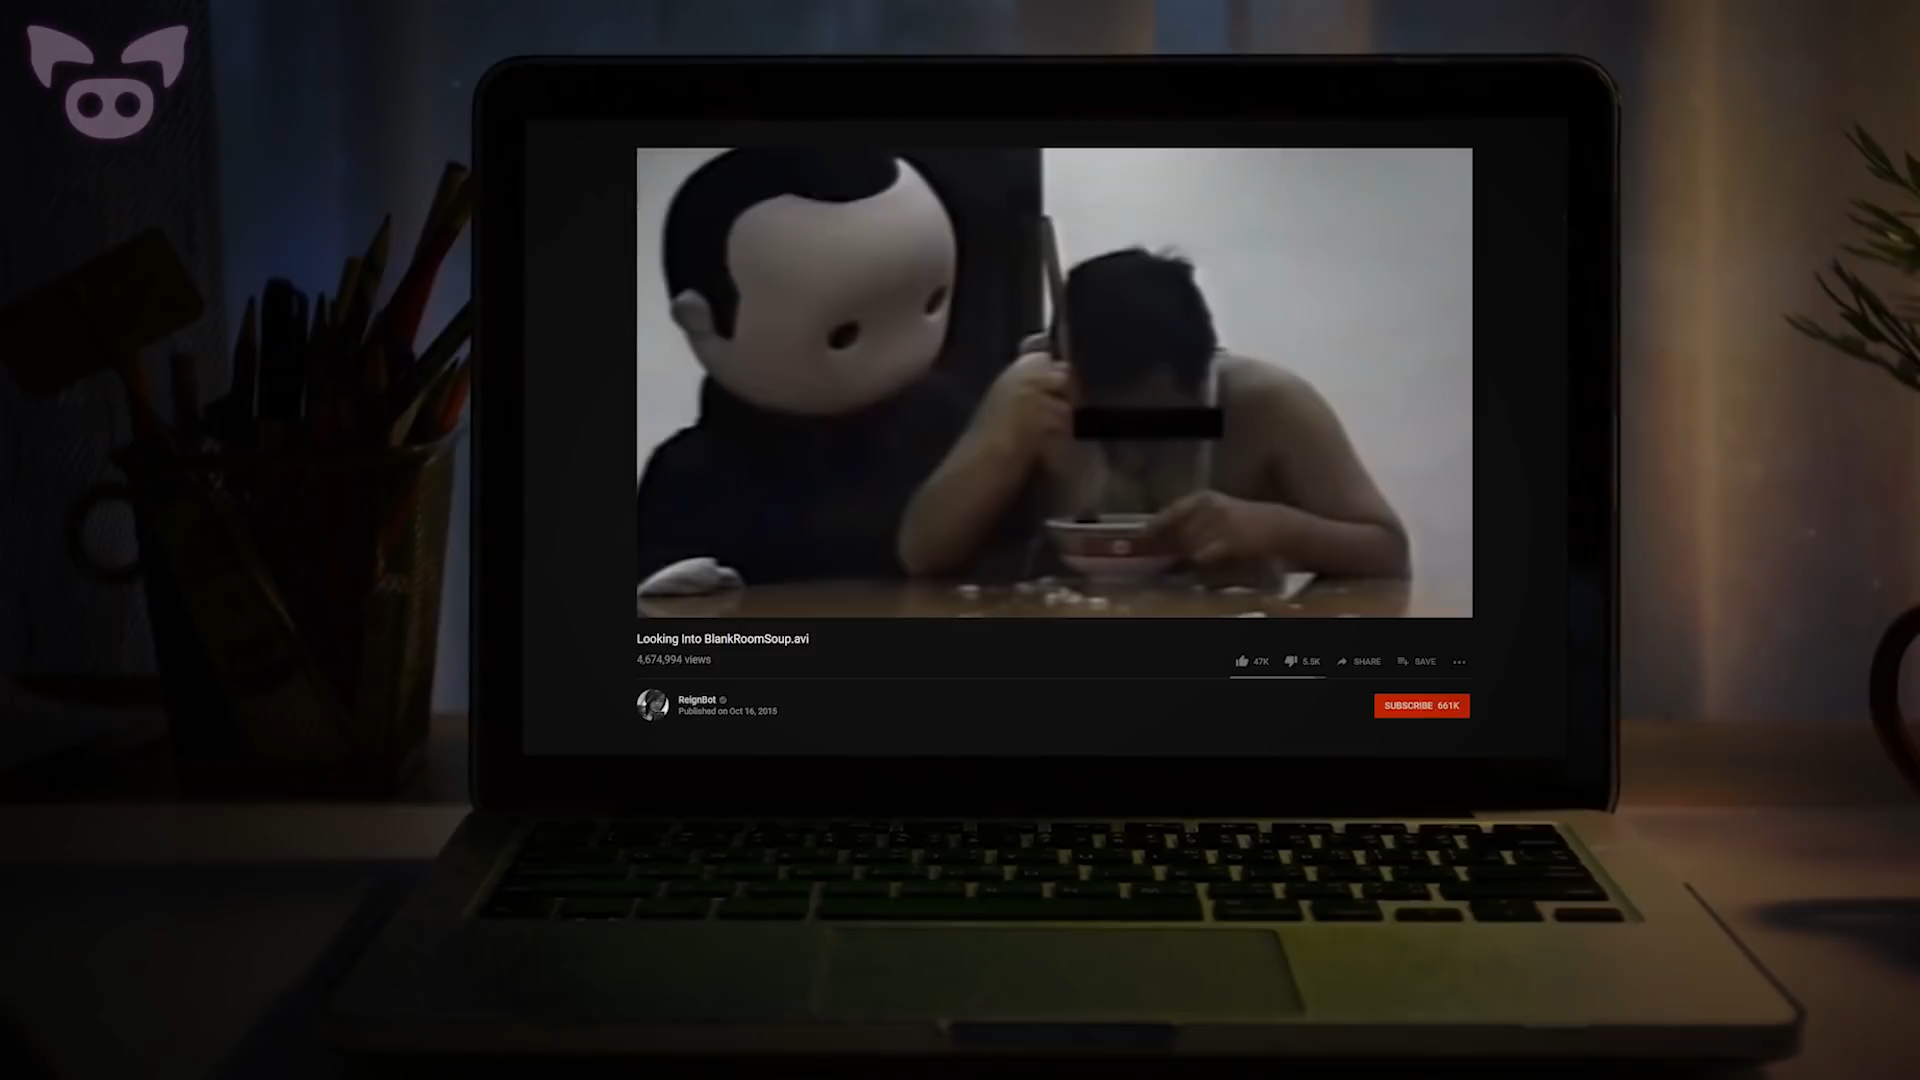 Looking Into BlankRoomSoup.avi
4,674,994 views
47K 5.5K SHARE SAVE
ReignBot
Published on Oct 16, 2015
SUBSCRIBE 661K